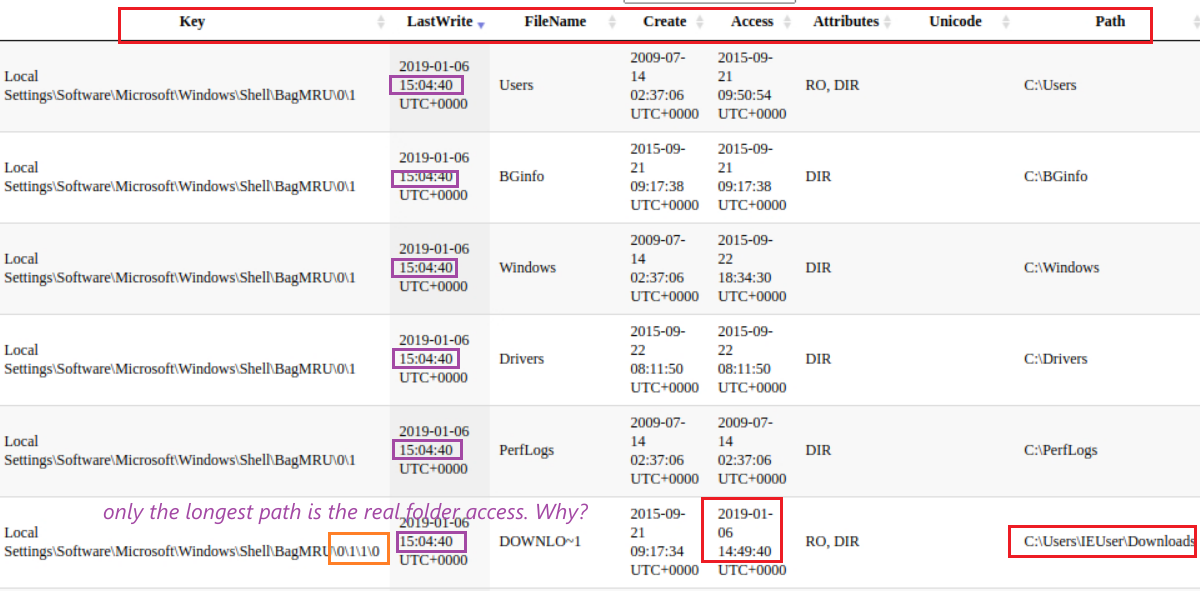 Key LastWrite FileName Create Access Attributes Unicode Path
Local Settings\Software\Microsoft\Windows\Shell\BagMRU\0\1 2019-01-06 15:04:40 UTC+0000 Users 2009-07-14 02:37:06 UTC+0000 2015-09-21 09:50:54 UTC+0000 RO, DIR C:\Users
Local Settings\Software\Microsoft\Windows\Shell\BagMRU\0\1 2019-01-06 15:04:40 UTC+0000 BGinfo 2015-09-21 09:17:38 UTC+0000 2015-09-21 09:17:38 UTC+0000 DIR C:\BGinfo
Local Settings\Software\Microsoft\Windows\Shell\BagMRU\0\1 2019-01-06 15:04:40 UTC+0000 Windows 2009-07-14 02:37:06 UTC+0000 2015-09-22 18:34:30 UTC+0000 DIR C:\Windows
Local Settings\Software\Microsoft\Windows\Shell\BagMRU\0\1 2019-01-06 15:04:40 UTC+0000 Drivers 2015-09-22 08:11:50 UTC+0000 2015-09-22 08:11:50 UTC+0000 DIR C:\Drivers
Local Settings\Software\Microsoft\Windows\Shell\BagMRU\0\1 2019-01-06 15:04:40 UTC+0000 PerfLogs 2009-07-14 02:37:06 UTC+0000 2009-07-14 02:37:06 UTC+0000 DIR C:\PerfLogs
only the longest path is the real folder access. Why?
Local Settings\Software\Microsoft\Windows\Shell\BagMRU\0\1\1\0 2019-01-06 15:04:40 UTC+0000 DOWNLO~1 2015-09-21 09:17:34 UTC+0000 2019-01-06 14:49:40 UTC+0000 RO, DIR C:\Users\IEUser\Downloads